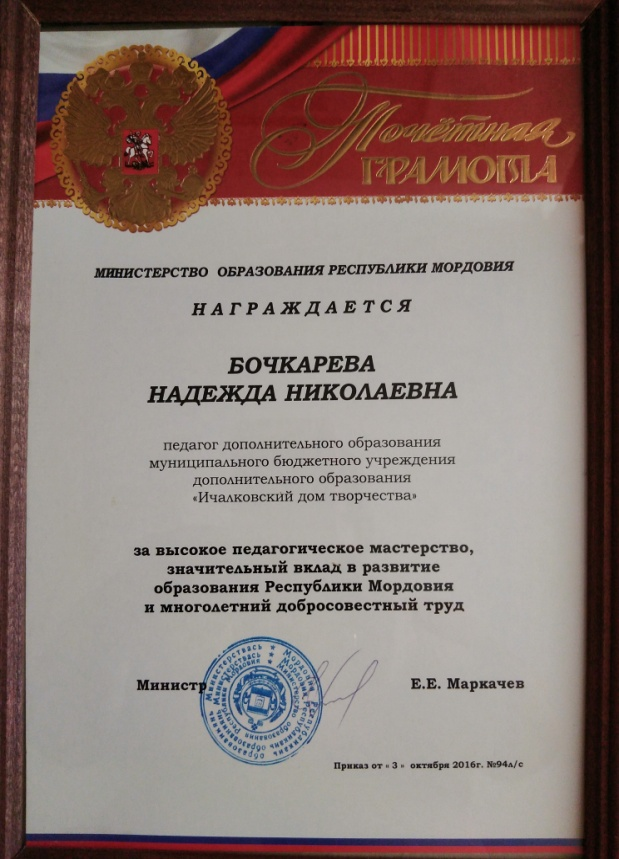 Почётная
ГРАМОТА
МИНИСТЕРСТВО ОБРАЗОВАНИЯ РЕСПУБЛИКИ МОРДОВИЯ
НАГРАЖДАЕТСЯ
БОЧКАРЕВА
НАДЕЖДА НИКОЛАЕВНА
педагог дополнительного образования
муниципального бюджетного учреждения
дополнительного образования
«Ичалковский дом творчества»
за высокое педагогическое мастерство,
значительный вклад в развитие
образования Республики Мордовия
и многолетний добросовестный труд
Министр
Е.Е. Маркачев
Приказ от « 3 » октября 2016г. №94л/с